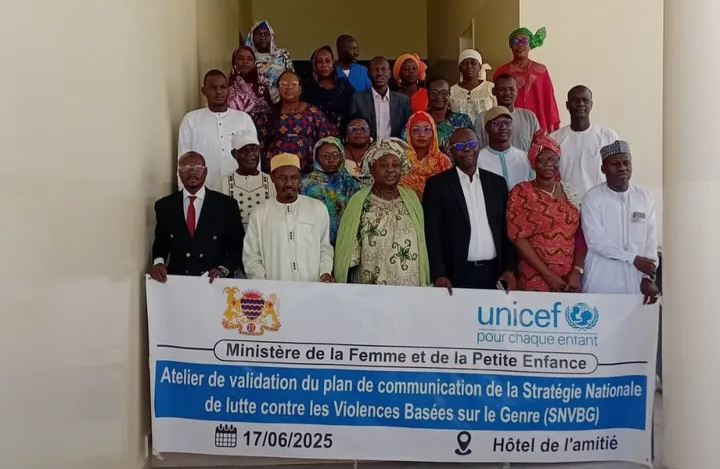 unicef
pour chaque enfant
Ministère de la Femme et de la Petite Enfance
Atelier de validation du plan de communication de la Stratégie Nationale
de lutte contre les Violences Basées sur le Genre (SNVBG)
17/06/2025
Hôtel de l'amitié